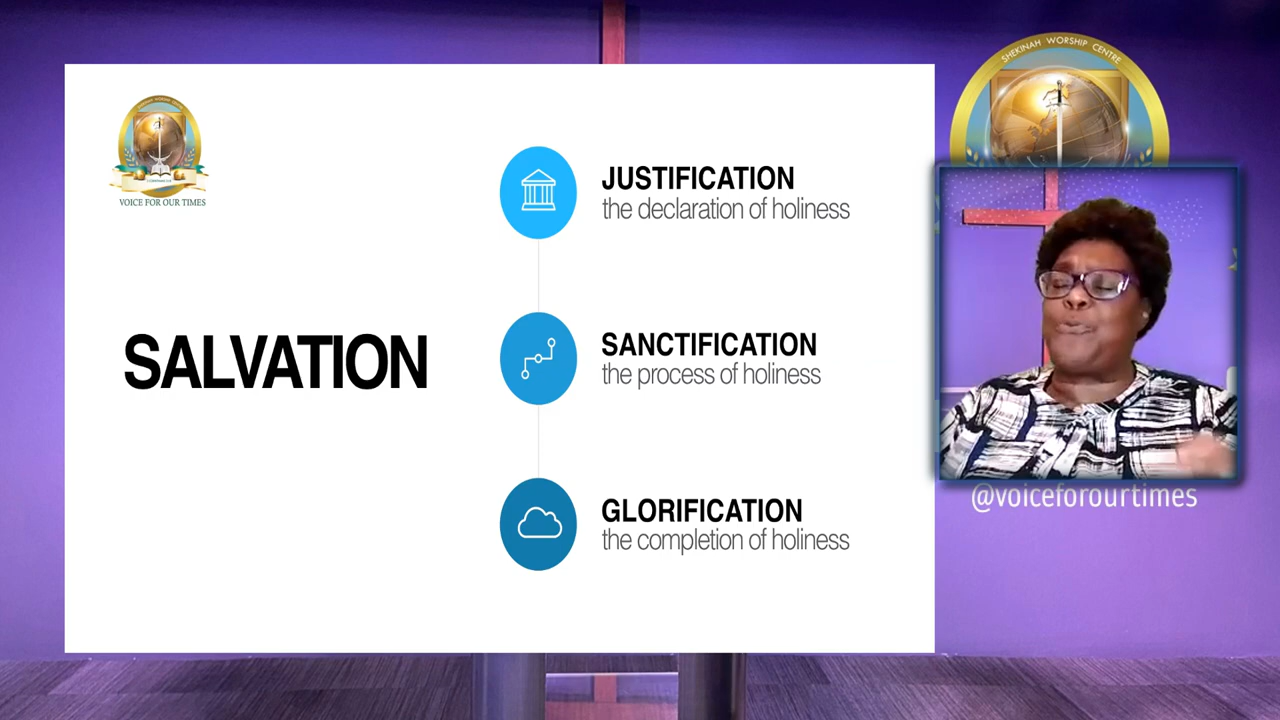 SHEKINAH WORSHIP CENTRE
VOICE FOR OUR TIMES
SALVATION
JUSTIFICATION
the declaration of holiness
SANCTIFICATION
the process of holiness
GLORIFICATION
the completion of holiness
@voiceforourtimes